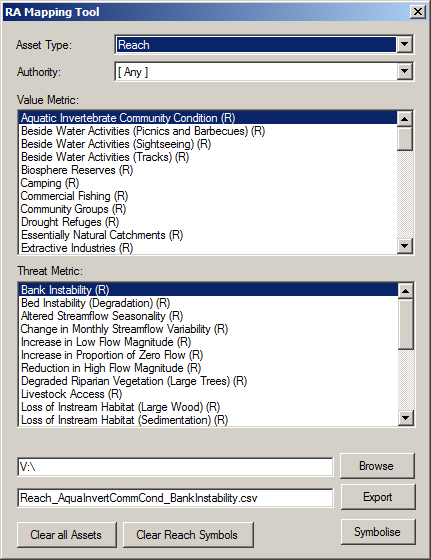 RA Mapping Tool
Asset Type: Reach
Authority: [ Any ]
Value Metric:
Aquatic Invertebrate Community Condition (R)
Beside Water Activities (Picnics and Barbecues) (R)
Beside Water Activities (Sightseeing) (R)
Beside Water Activities (Tracks) (R)
Biosphere Reserves (R)
Camping (R)
Commercial Fishing (R)
Community Groups (R)
Drought Refuges (R)
Essentially Natural Catchments (R)
Extractive Industries (R)
Threat Metric:
Bank Instability (R)
Bed Instability (Degradation) (R)
Altered Streamflow Seasonality (R)
Change in Monthly Streamflow Variability (R)
Increase in Low Flow Magnitude (R)
Increase in Proportion of Zero Flow (R)
Reduction in High Flow Magnitude (R)
Degraded Riparian Vegetation (Large Trees) (R)
Livestock Access (R)
Loss of Instream Habitat (Large Wood) (R)
Loss of Instream Habitat (Sedimentation) (R)
V:\ Browse
Reach_AquaInvertCommCond_BankInstability.csv Export
Clear all Assets Clear Reach Symbols Symbolise